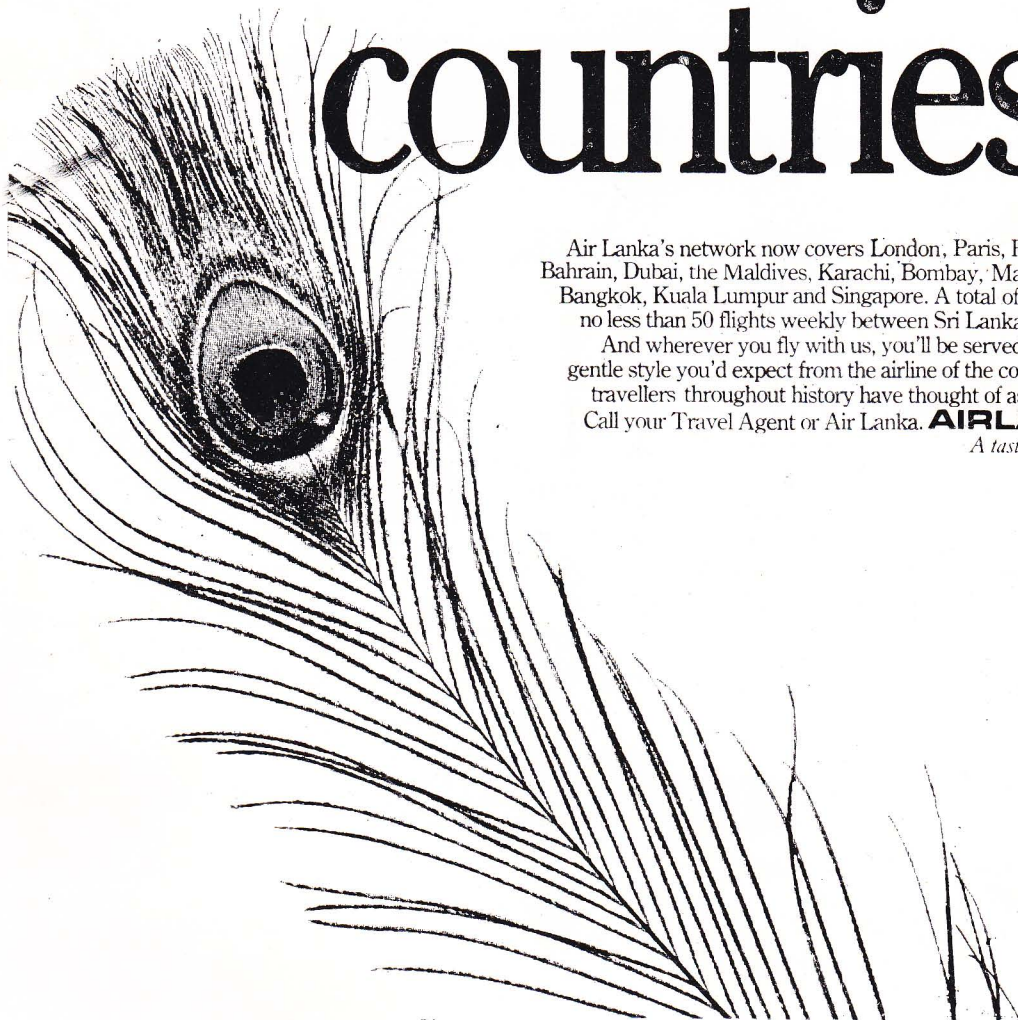 countries
Air Lanka's network now covers London, Paris,
Bahrain, Dubai, the Maldives, Karachi, Bombay,
Bangkok, Kuala Lumpur and Singapore. A total of
no less than 50 flights weekly between Sri Lanka
And wherever you fly with us, you'll be served
gentle style you'd expect from the airline of the
travellers throughout history have thought of
Call your Travel Agent or Air Lanka.
A